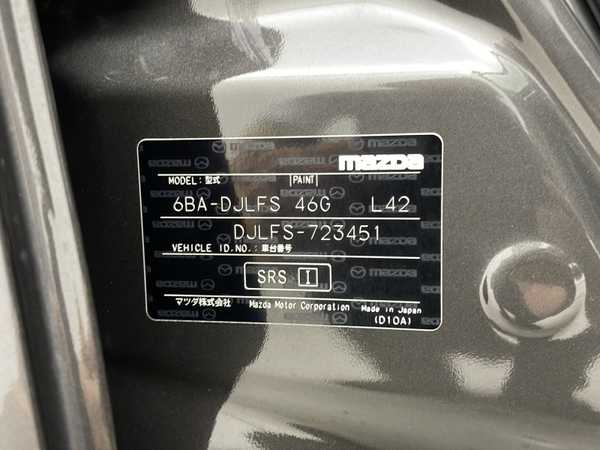 mazda
MODEL:型式 [PAINT]
6BA-DJLFS 46G L42
DJLFS-723451
VEHICLE ID.NO.:車台番号
SRS I
マツダ株式会社 Mazda Motor Corporation Made in Japan
(D10A)